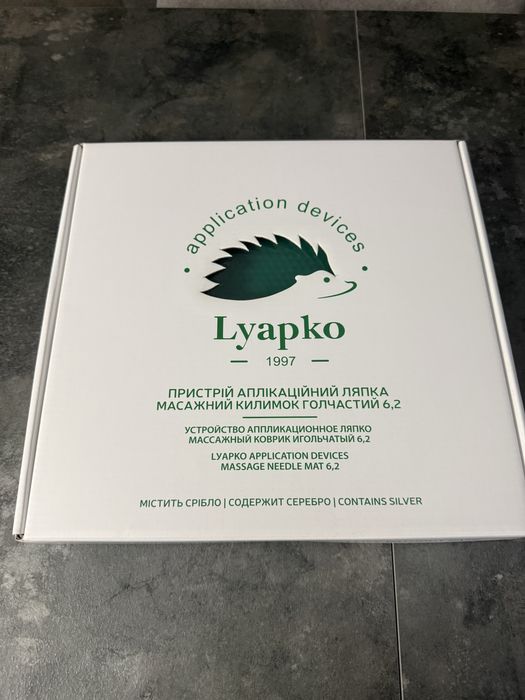 • application devices •
Lyapko
— 1997 —
ПРИСТРІЙ АПЛІКАЦІЙНИЙ ЛЯПКА
МАСАЖНИЙ КИЛИМОК ГОЛЧАСТИЙ 6,2
УСТРОЙСТВО АППЛИКАЦИОННОЕ ЛЯПКО
МАССАЖНЫЙ КОВРИК ИГОЛЬЧАТЫЙ 6,2
LYAPKO APPLICATION DEVICES
MASSAGE NEEDLE MAT 6,2
МІСТИТЬ СРІБЛО | СОДЕРЖИТ СЕРЕБРО | CONTAINS SILVER